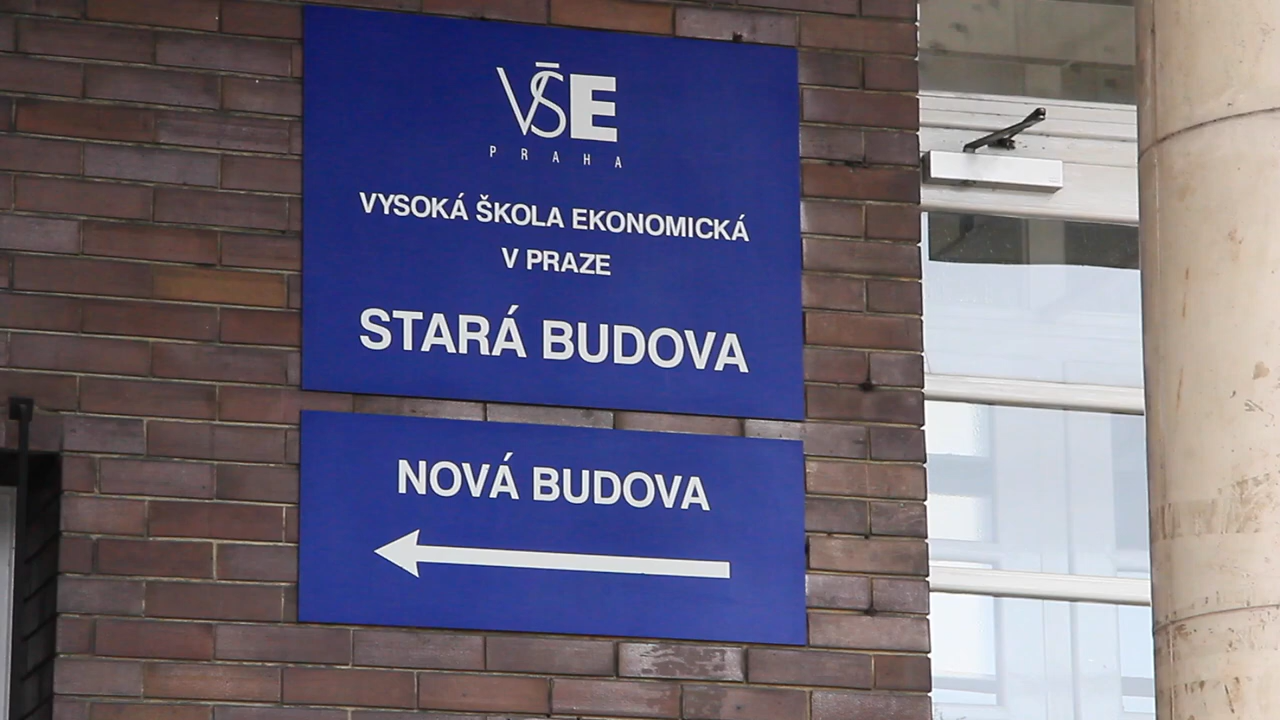 VŠE
PRAHA
VYSOKÁ ŠKOLA EKONOMICKÁ
V PRAZE
STARÁ BUDOVA
NOVÁ BUDOVA